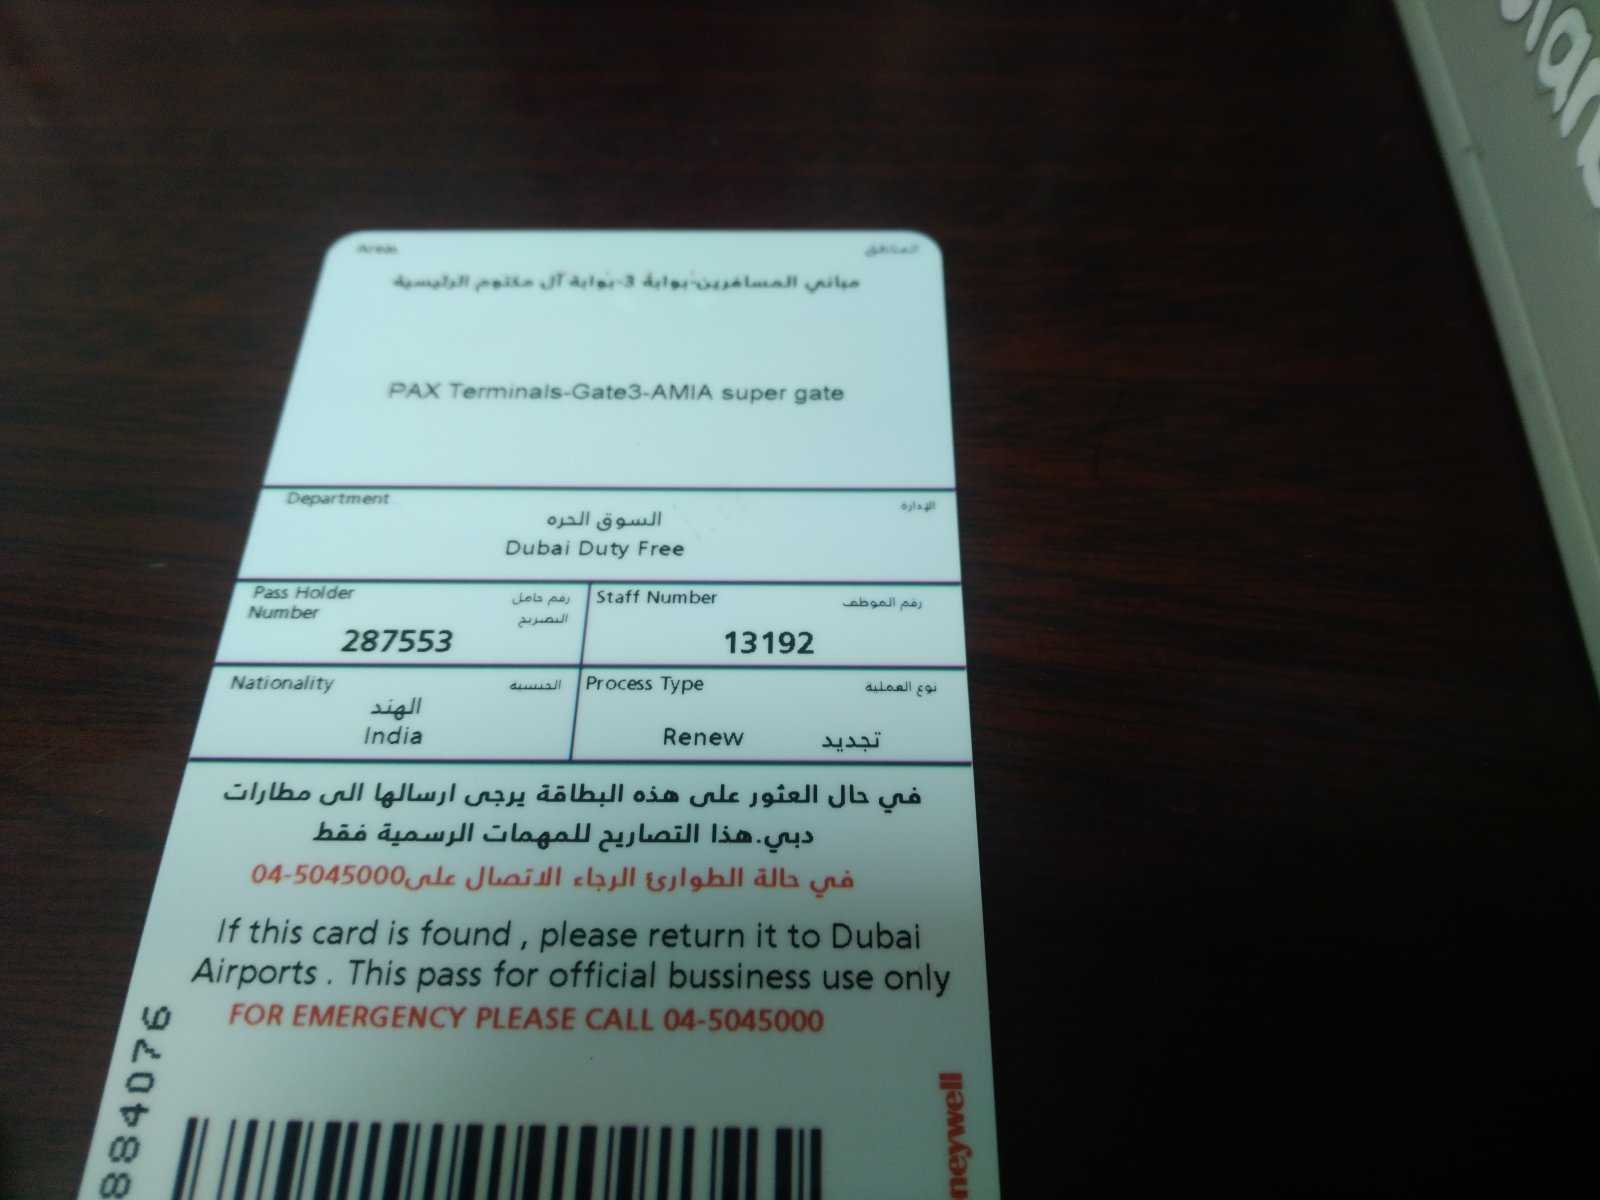 Areas
المناطق
مباني المسافرين-بوابة 3-بوابة آل مكتوم الرئيسية
PAX Terminals-Gate3-AMIA super gate
Department
الإدارة
السوق الحره
Dubai Duty Free
Pass Holder Number
رقم حامل التصريح
287553
Staff Number
رقم الموظف
13192
Nationality
الجنسية
الهند
India
Process Type
نوع العملية
Renew تجديد
في حال العثور على هذه البطاقة يرجى ارسالها الى مطارات
دبي.هذا التصاريح للمهمات الرسمية فقط
في حالة الطوارئ الرجاء الاتصال على04-5045000
If this card is found , please return it to Dubai
Airports . This pass for official bussiness use only
FOR EMERGENCY PLEASE CALL 04-5045000
884076
neywell